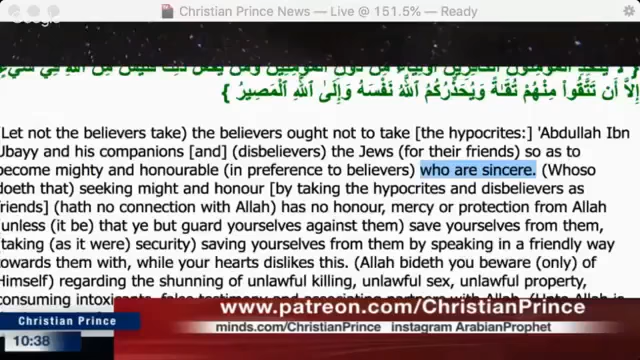 Christian Prince News — Live @ 151.5% — Ready
Google
إِلاَّ أَن تَتَّقُواْ مِنْهُمْ تُقَـٰةً وَيُحَذِّرُكُمُ ٱللَّهُ نَفْسَهُ وَإِلَىٰ ٱللَّهِ ٱلْمَصِيرُ }
Let not the believers take) the believers ought not to take [the hypocrites:] 'Abdullah Ibn
Ubayy and his companions [and] (disbelievers) the Jews (for their friends) so as to
become mighty and honourable (in preference to believers) who are sincere. (Whoso
doeth that) seeking might and honour [by taking the hypocrites and disbelievers as
friends] (hath no connection with Allah) has no honour, mercy or protection from Allah
(unless (it be) that ye but guard yourselves against them) save yourselves from them,
(taking (as it were) security) saving yourselves from them by speaking in a friendly way
towards them with, while your hearts dislikes this. (Allah bideth you beware (only) of
Himself) regarding the shunning of unlawful killing, unlawful sex, unlawful property,
consuming
www.patreon.com/ChristianPrince
Christian Prince
minds.com/ChristianPrince instagram ArabianProphet
10:38